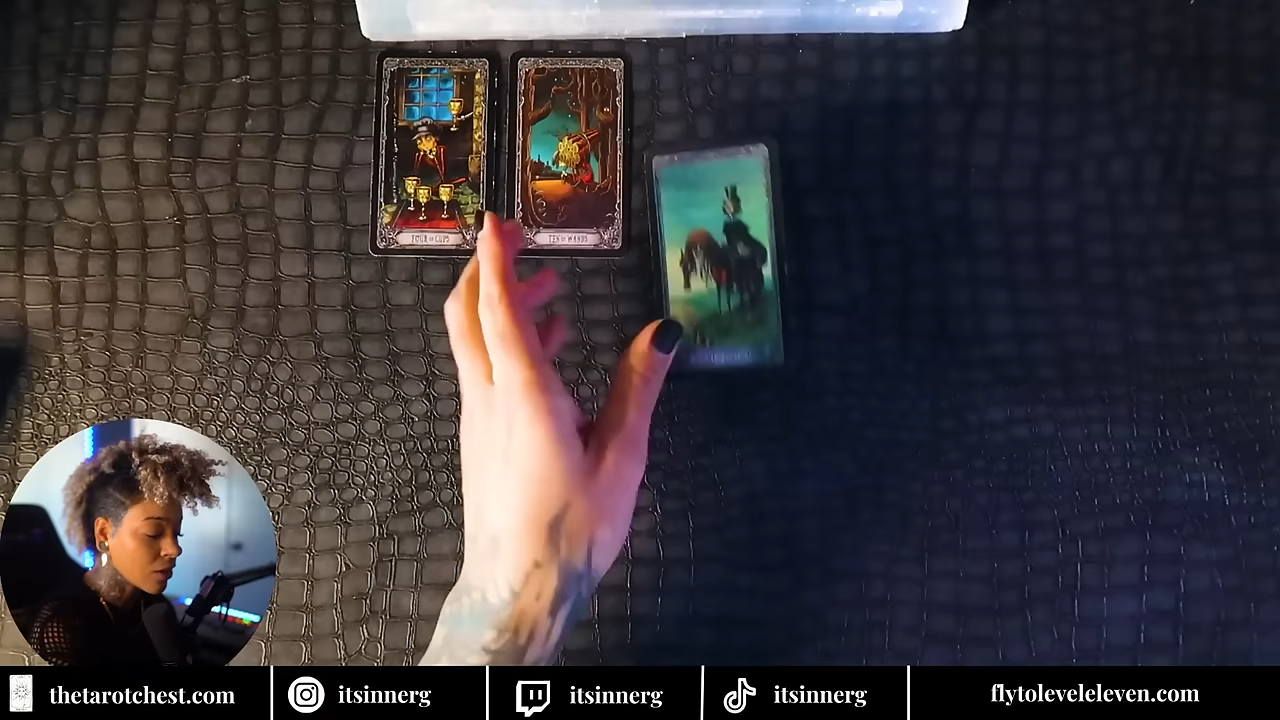 FOUR OF CUPS
TEN OF WANDS
thetarotchest.com
itsinnerg
itsinnerg
itsinnerg
flytoleveleleven.com